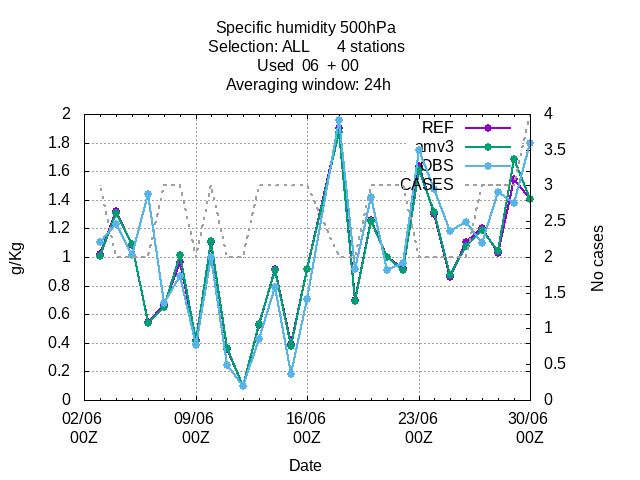 Specific humidity 500hPa
Selection: ALL 4 stations
Used 06 + 00
Averaging window: 24h
REF
amv3
OBS
CASES
2
1.8
1.6
1.4
1.2
1
0.8
0.6
0.4
0.2
0
4
3.5
3
2.5
2
1.5
1
0.5
0
g/Kg
No cases
02/06 09/06 16/06 23/06 30/06
00Z 00Z 00Z 00Z 00Z
Date